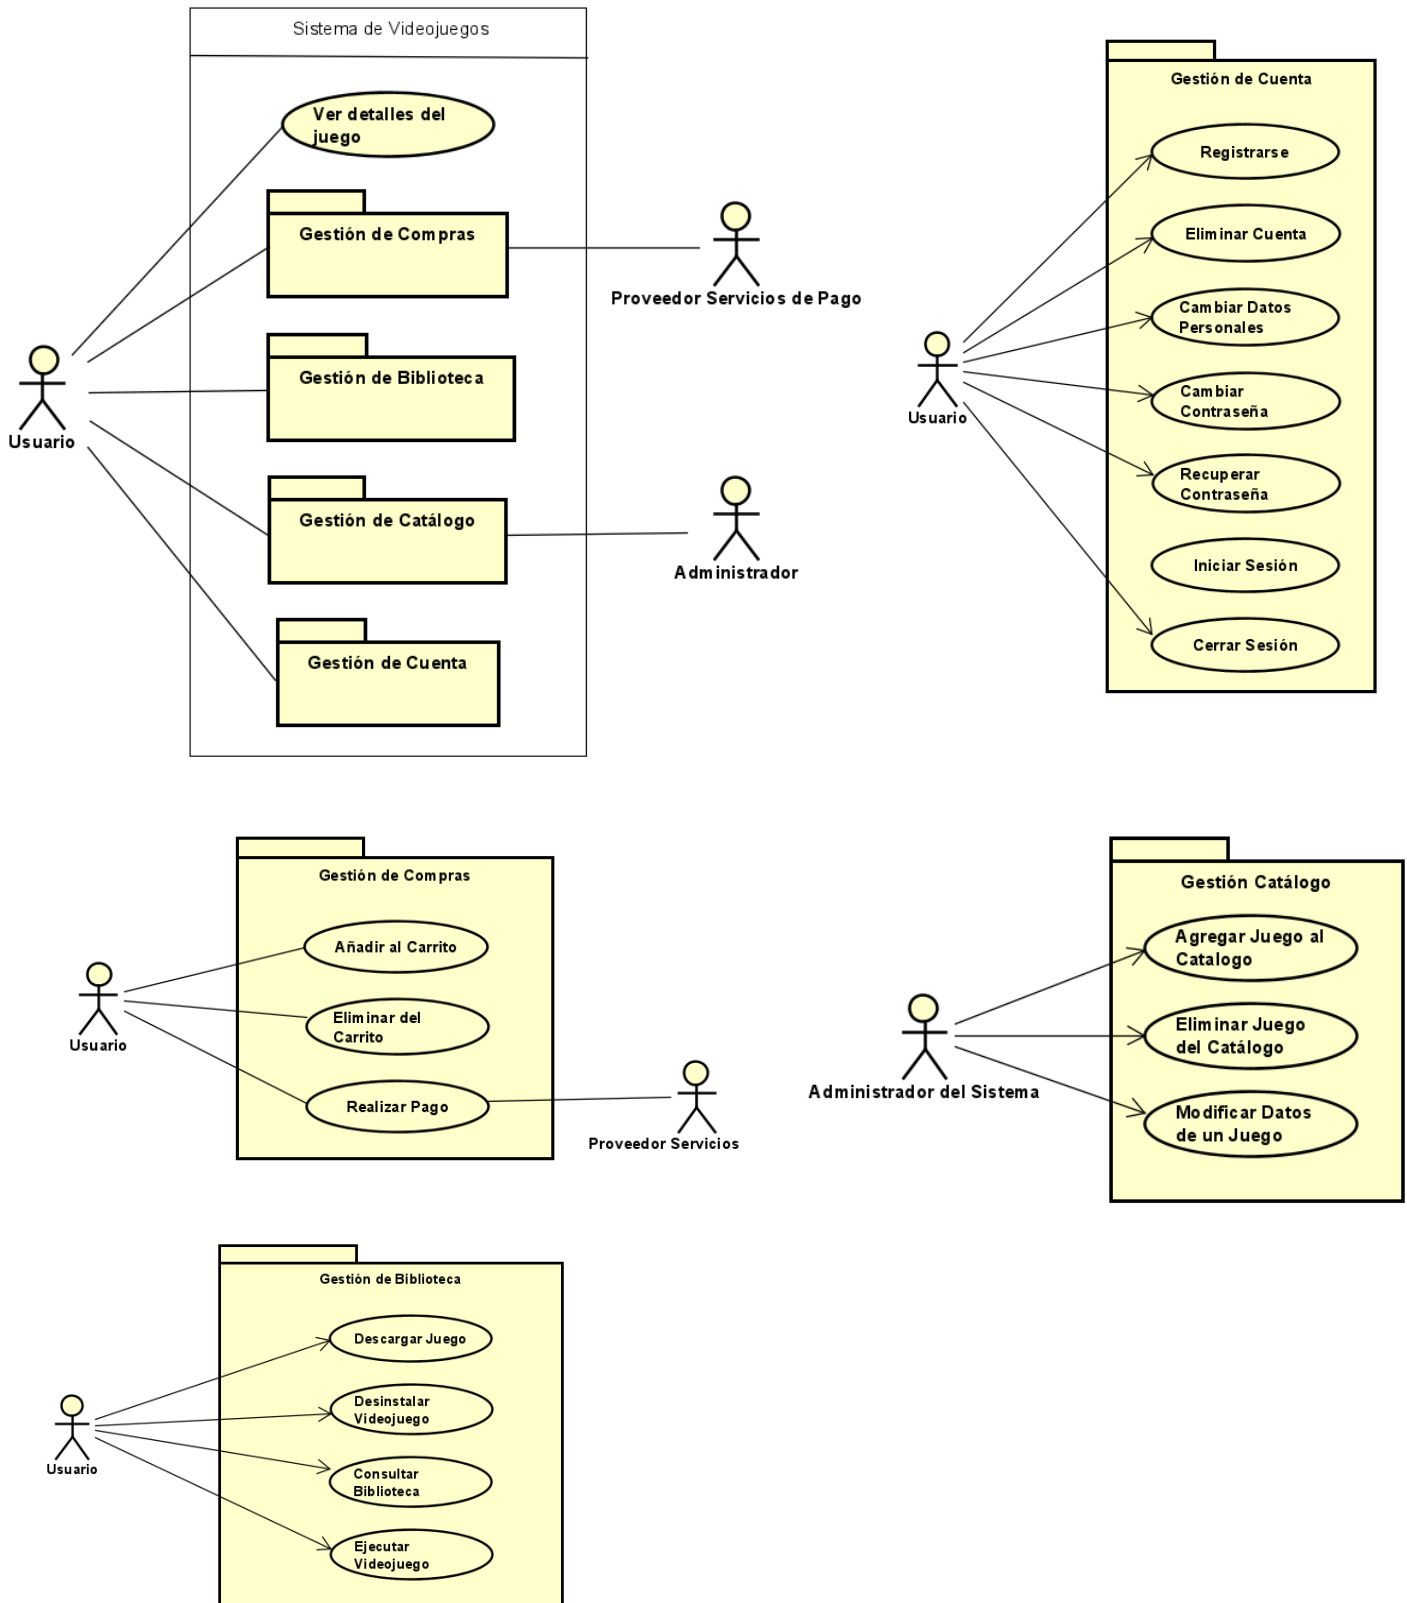 Sistema de Videojuegos
Ver detalles del
juego
Gestión de Compras
Proveedor Servicios de Pago
Gestión de Biblioteca
Usuario
Gestión de Catálogo
Administrador
Gestión de Cuenta
Gestión de Cuenta
Registrarse
Eliminar Cuenta
Cambiar Datos
Personales
Usuario
Cambiar
Contraseña
Recuperar
Contraseña
Iniciar Sesión
Cerrar Sesión
Gestión de Compras
Añadir al Carrito
Eliminar del
Carrito
Usuario
Realizar Pago
Proveedor Servicios
Gestión Catálogo
Agregar Juego al
Catalogo
Eliminar Juego
del Catálogo
Administrador del Sistema
Modificar Datos
de un Juego
Gestión de Biblioteca
Descargar Juego
Desinstalar
Videojuego
Usuario
Consultar
Biblioteca
Ejecutar
Videojuego